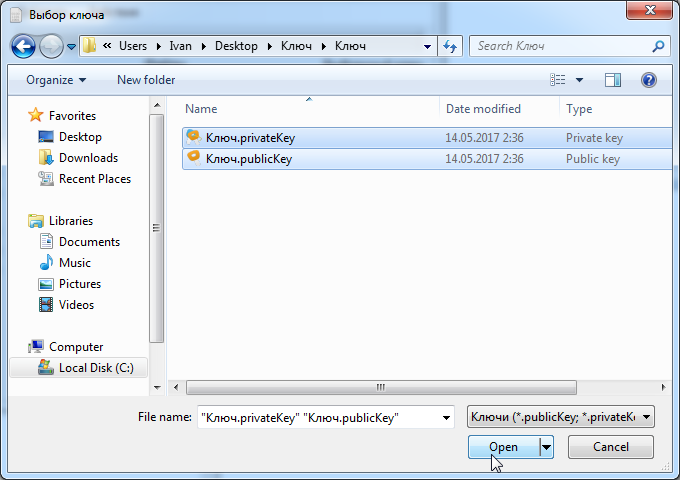 Выбор ключа
« Users Ivan Desktop Ключ Ключ
Search Ключ
Organize New folder
Favorites
Desktop
Downloads
Recent Places
Libraries
Documents
Music
Pictures
Videos
Computer
Local Disk (C:)
Name Date modified Type
Ключ.privateKey 14.05.2017 2:36 Private key
Ключ.publicKey 14.05.2017 2:36 Public key
File name: "Ключ.privateKey" "Ключ.publicKey"
Ключи (*.publicKey; *.privateKe
Open Cancel